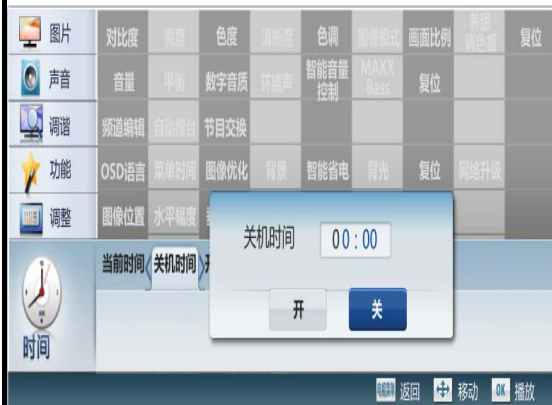 图片 对比度 亮度 色度 清晰度 色调 图像模式 画面比例 养眼调色板 复位
声音 音量 平衡 数字音质 环绕声 智能音量控制 MAXX Bass 复位
调谐 频道编辑 自动搜台 节目交换
功能 OSD语言 菜单时间 图像优化 背景 智能省电 背光 复位 网络升级
调整 图像位置 水平幅度
关机时间 00:00
当前时间 关机时间
开 关
时间
返回 移动 OK 播放